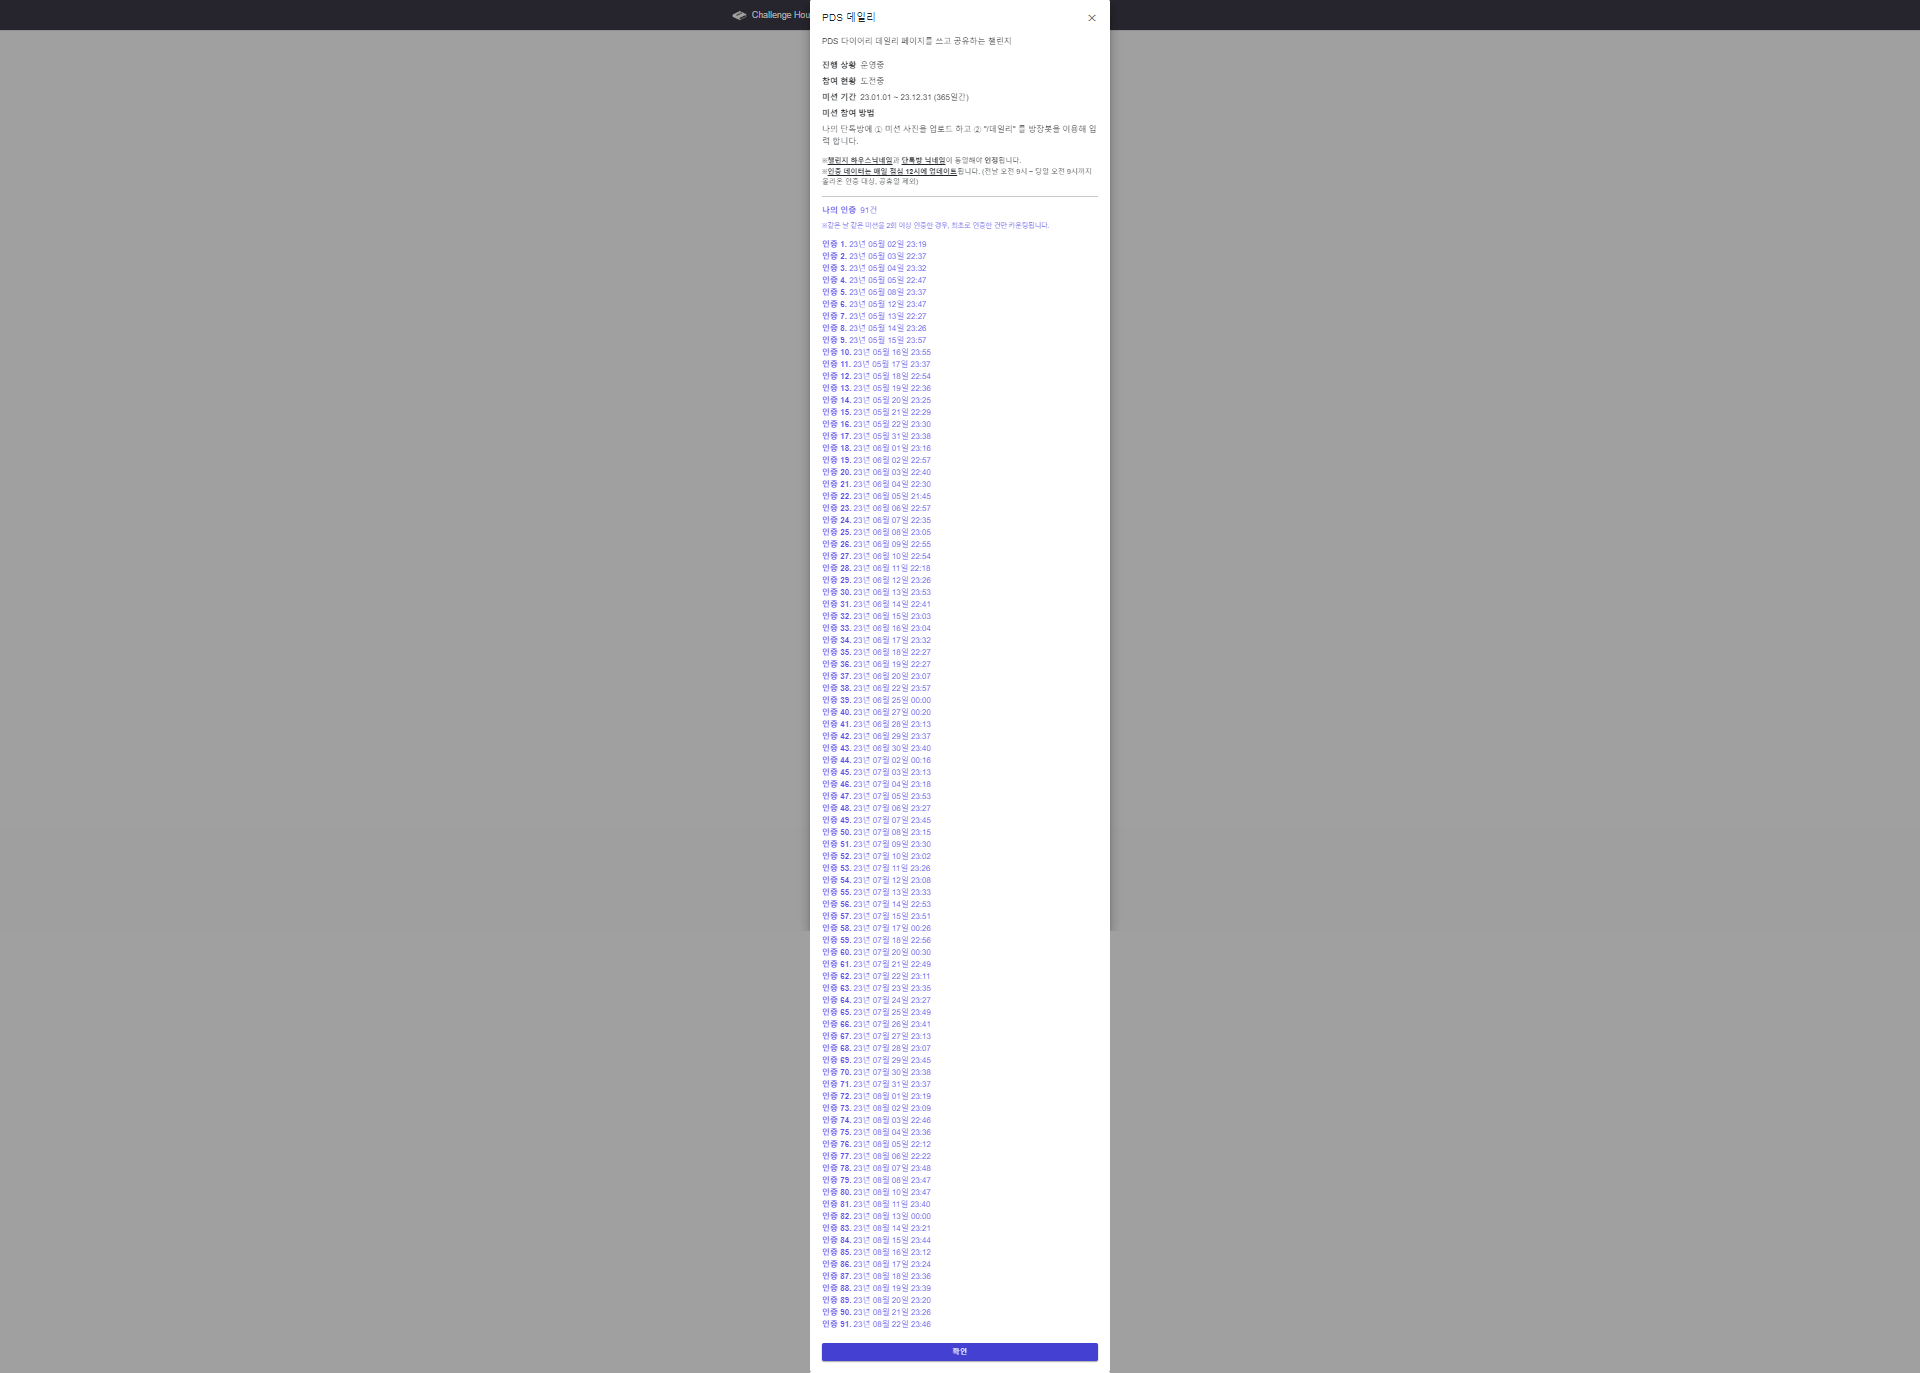 Challenge Hou
PDS 데일리
PDS 다이어리 데일리 페이지를 쓰고 공유하는 챌린지
진행 상황 운영중
참여 현황 도전중
미션 기간 23.01.01 ~ 23.12.31 (365일간)
미션 참여 방법
나의 단톡방에 ① 미션 사진을 업로드 하고 ② "/데일리" 를 방장봇을 이용해 입
력 합니다.
※챌린지 하우스닉네임과 단톡방 닉네임이 동일해야 인정됩니다.
※인증 데이터는 매일 점심 12시에 업데이트됩니다. (전날 오전 9시 ~ 당일 오전 9시까지
올라온 인증 대상, 공휴일 제외)
나의 인증 91건
※같은 날 같은 미션을 2회 이상 인증한 경우, 최초로 인증한 건만 카운팅됩니다.
인증 1. 23년 05월 02일 23:19
인증 2. 23년 05월 03일 22:37
인증 3. 23년 05월 04일 23:32
인증 4. 23년 05월 05일 22:47
인증 5. 23년 05월 08일 23:37
인증 6. 23년 05월 12일 23:47
인증 7. 23년 05월 13일 22:27
인증 8. 23년 05월 14일 23:26
인증 9. 23년 05월 15일 23:57
인증 10. 23년 05월 16일 23:55
인증 11. 23년 05월 17일 23:37
인증 12. 23년 05월 18일 22:54
인증 13. 23년 05월 19일 22:36
인증 14. 23년 05월 20일 23:25
인증 15. 23년 05월 21일 22:29
인증 16. 23년 05월 22일 23:30
인증 17. 23년 05월 31일 23:38
인증 18. 23년 06월 01일 23:16
인증 19. 23년 06월 02일 22:57
인증 20. 23년 06월 03일 22:40
인증 21. 23년 06월 04일 22:30
인증 22. 23년 06월 05일 21:45
인증 23. 23년 06월 06일 22:57
인증 24. 23년 06월 07일 22:35
인증 25. 23년 06월 08일 23:05
인증 26. 23년 06월 09일 22:55
인증 27. 23년 06월 10일 22:54
인증 28. 23년 06월 11일 22:18
인증 29. 23년 06월 12일 23:26
인증 30. 23년 06월 13일 23:53
인증 31. 23년 06월 14일 22:41
인증 32. 23년 06월 15일 23:03
인증 33. 23년 06월 16일 23:04
인증 34. 23년 06월 17일 23:32
인증 35. 23년 06월 18일 22:27
인증 36. 23년 06월 19일 22:27
인증 37. 23년 06월 20일 23:07
인증 38. 23년 06월 22일 23:57
인증 39. 23년 06월 25일 00:00
인증 40. 23년 06월 27일 00:20
인증 41. 23년 06월 28일 23:13
인증 42. 23년 06월 29일 23:37
인증 43. 23년 06월 30일 23:40
인증 44. 23년 07월 02일 00:16
인증 45. 23년 07월 03일 23:13
인증 46. 23년 07월 04일 23:18
인증 47. 23년 07월 05일 23:53
인증 48. 23년 07월 06일 23:27
인증 49. 23년 07월 07일 23:45
인증 50. 23년 07월 08일 23:15
인증 51. 23년 07월 09일 23:30
인증 52. 23년 07월 10일 23:02
인증 53. 23년 07월 11일 23:26
인증 54. 23년 07월 12일 23:08
인증 55. 23년 07월 13일 23:33
인증 56. 23년 07월 14일 22:53
인증 57. 23년 07월 15일 23:51
인증 58. 23년 07월 17일 00:26
인증 59. 23년 07월 18일 22:56
인증 60. 23년 07월 20일 00:30
인증 61. 23년 07월 21일 22:49
인증 62. 23년 07월 22일 23:11
인증 63. 23년 07월 23일 23:35
인증 64. 23년 07월 24일 23:27
인증 65. 23년 07월 25일 23:49
인증 66. 23년 07월 26일 23:41
인증 67. 23년 07월 27일 23:13
인증 68. 23년 07월 28일 23:07
인증 69. 23년 07월 29일 23:45
인증 70. 23년 07월 30일 23:38
인증 71. 23년 07월 31일 23:37
인증 72. 23년 08월 01일 23:19
인증 73. 23년 08월 02일 23:09
인증 74. 23년 08월 03일 22:46
인증 75. 23년 08월 04일 23:36
인증 76. 23년 08월 05일 22:12
인증 77. 23년 08월 06일 22:22
인증 78. 23년 08월 07일 23:48
인증 79. 23년 08월 08일 23:47
인증 80. 23년 08월 10일 23:47
인증 81. 23년 08월 11일 23:40
인증 82. 23년 08월 13일 00:00
인증 83. 23년 08월 14일 23:21
인증 84. 23년 08월 15일 23:44
인증 85. 23년 08월 16일 23:12
인증 86. 23년 08월 17일 23:24
인증 87. 23년 08월 18일 23:36
인증 88. 23년 08월 19일 23:39
인증 89. 23년 08월 20일 23:20
인증 90. 23년 08월 21일 23:26
인증 91. 23년 08월 22일 23:46
확인